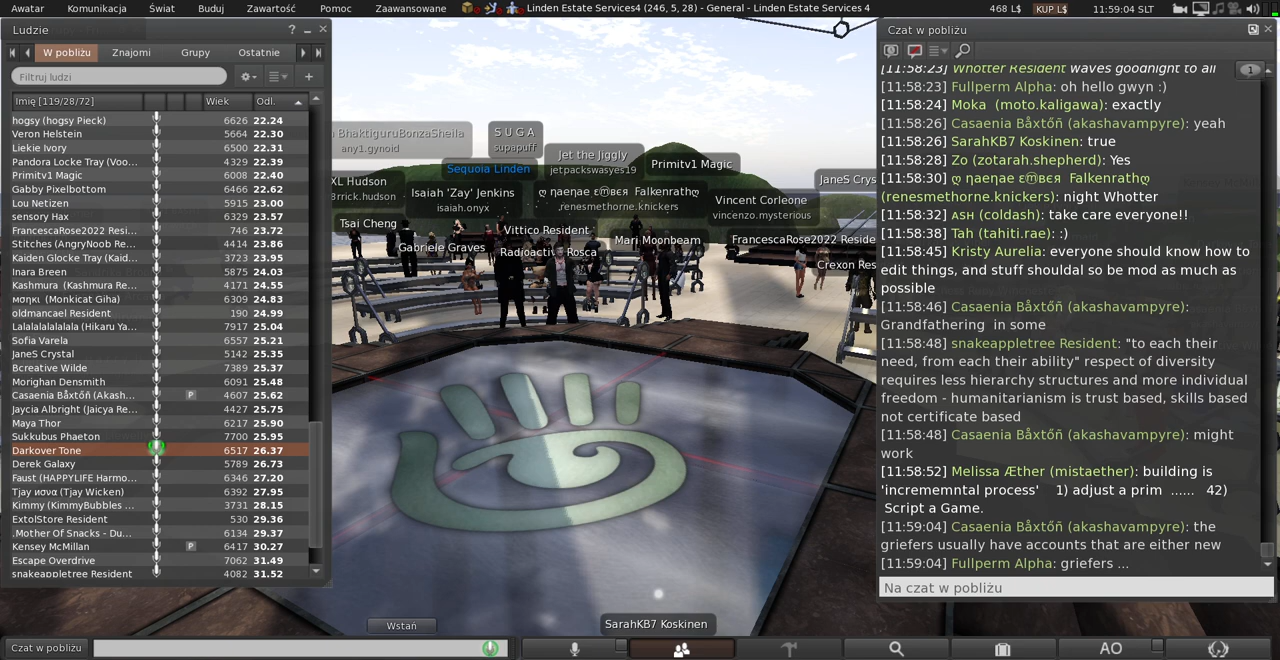 Awatar Komunikacja Świat Buduj Zawartość Pomoc Zaawansowane Linden Estate Services4 (246, 5, 28) - General - Linden Estate Services 4 468 L$ KUP L$ 11:59:04 SLT
Ludzie
W pobliżu Znajomi Grupy Ostatnie
Filtruj ludzi
Imię [119/28/72] Wiek Odl.
hogsy (hogsy Pieck) 6626 22.24
Veron Helstein 5664 22.30
Liekie Ivory 6500 22.31
Pandora Locke Tray (Voo... 4329 22.39
Primitv1 Magic 6008 22.40
Gabby Pixelbottom 6466 22.62
Lou Netizen 5915 23.00
sensory Hax 6329 23.57
FrancescaRose2022 Resi... 746 23.72
Stitches (AngryNoob Re... 4414 23.86
Kaiden Glocke Tray (Kaid... 3723 23.95
Inara Breen 5875 24.03
Kashmura (Kashmura Re... 4171 24.55
мσηкι (Monkicat Giha) 6309 24.83
oldmancael Resident 190 24.99
Lalalalalalalala (Hikaru Ya... 7917 25.04
Sofia Varela 6557 25.21
JaneS Crystal 5142 25.35
Bcreative Wilde 7389 25.37
Morighan Densmith 6091 25.48
Casaenia Båxtőñ (Akash... P 4607 25.62
Jaycia Albright (Jaicya Re... 4427 25.75
Maya Thor 6217 25.90
Sukkubus Phaeton 7700 25.95
Darkover Tone 6517 26.37
Derek Galaxy 5789 26.73
Faust (HAPPYLIFE Harmo... 6346 27.20
Tjay ичνα (Tjay Wicken) 6392 27.95
Kimmy (KimmyBubbles ... 3731 28.15
ExtolStore Resident 530 29.36
.Mother Of Snacks - Du... 6134 29.37
Kensey McMillan P 6417 30.27
Escape Overdrive 7062 31.49
snakeappletree Resident 4082 31.52
BhaktiguruBonzaSheila
any1.gynoid
S U G A
supapuff
Jet the Jiggly
jetpackswasyes19
Primitv1 Magic
Sequoia Linden
XL Hudson
rrick.hudson
Isaiah 'Zay' Jenkins
isaiah.onyx
ღ ηαeηαe εⓜвεя Falkenrathღ
renesmethorne.knickers
Vincent Corleone
vincenzo.mysterious
JaneS Crys
Tsai Cheng
Gabriele Graves
Vittico Resident
Radioactiv Rosca
Mari Moonbeam
FrancescaRose2022 Reside
Crexon Res
Wstań
SarahKB7 Koskinen
Czat w pobliżu
1
[11:58:23] Whotter Resident waves goodnight to all
[11:58:23] Fullperm Alpha: oh hello gwyn :)
[11:58:24] Moka (moto.kaligawa): exactly
[11:58:26] Casaenia Båxtőñ (akashavampyre): yeah
[11:58:26] SarahKB7 Koskinen: true
[11:58:28] Zo (zotarah.shepherd): Yes
[11:58:30] ღ ηαeηαe εⓜвεя Falkenrathღ
(renesmethorne.knickers): night Whotter
[11:58:32] ᴀsʜ (coldash): take care everyone!!
[11:58:38] Tah (tahiti.rae): :)
[11:58:45] Kristy Aurelia: everyone should know how to
edit things, and stuff shouldal so be mod as much as
possible
[11:58:46] Casaenia Båxtőñ (akashavampyre):
Grandfathering in some
[11:58:48] snakeappletree Resident: "to each their
need, from each their ability" respect of diversity
requires less hierarchy structures and more individual
freedom - humanitarianism is trust based, skills based
not certificate based
[11:58:48] Casaenia Båxtőñ (akashavampyre): might
work
[11:58:52] Melissa Æther (mistaether): building is
'incrememntal process' 1) adjust a prim ...... 42)
Script a Game.
[11:59:04] Casaenia Båxtőñ (akashavampyre): the
griefers usually have accounts that are either new
[11:59:04] Fullperm Alpha: griefers ...
Na czat w pobliżu
Czat w pobliżu AO